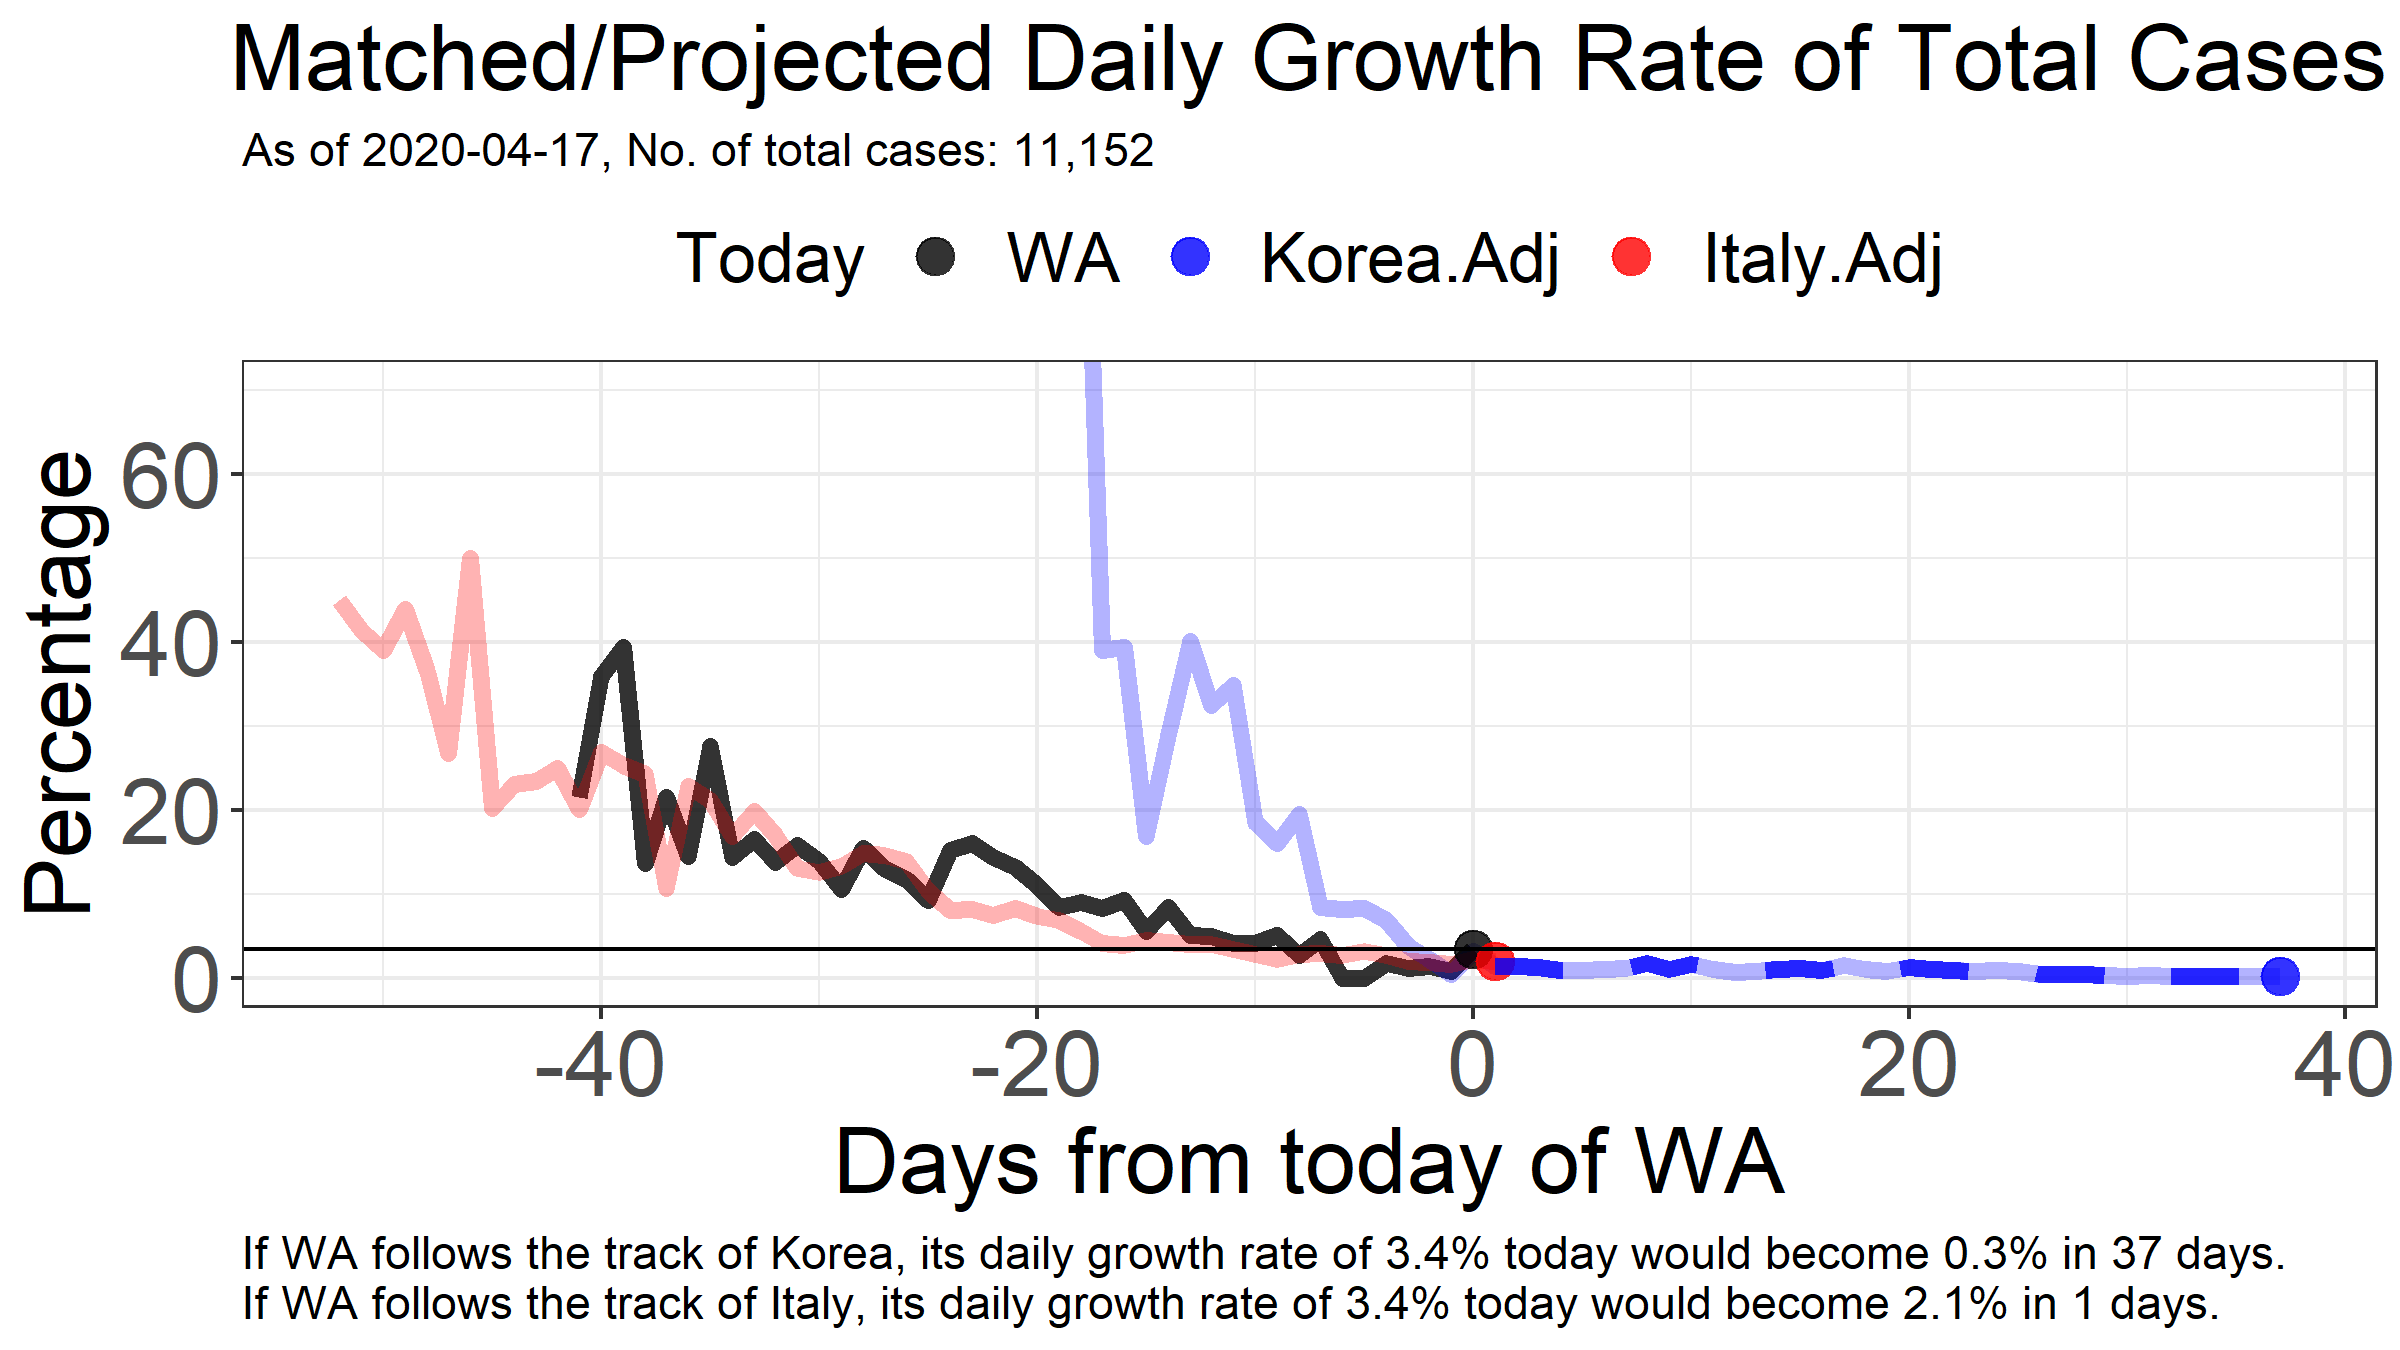 Matched/Projected Daily Growth Rate of Total Cases
As of 2020-04-17, No. of total cases: 11,152
Today WA Korea.Adj Italy.Adj
Percentage
60
40
20
0
-40 -20 0 20 40
Days from today of WA
If WA follows the track of Korea, its daily growth rate of 3.4% today would become 0.3% in 37 days.
If WA follows the track of Italy, its daily growth rate of 3.4% today would become 2.1% in 1 days.